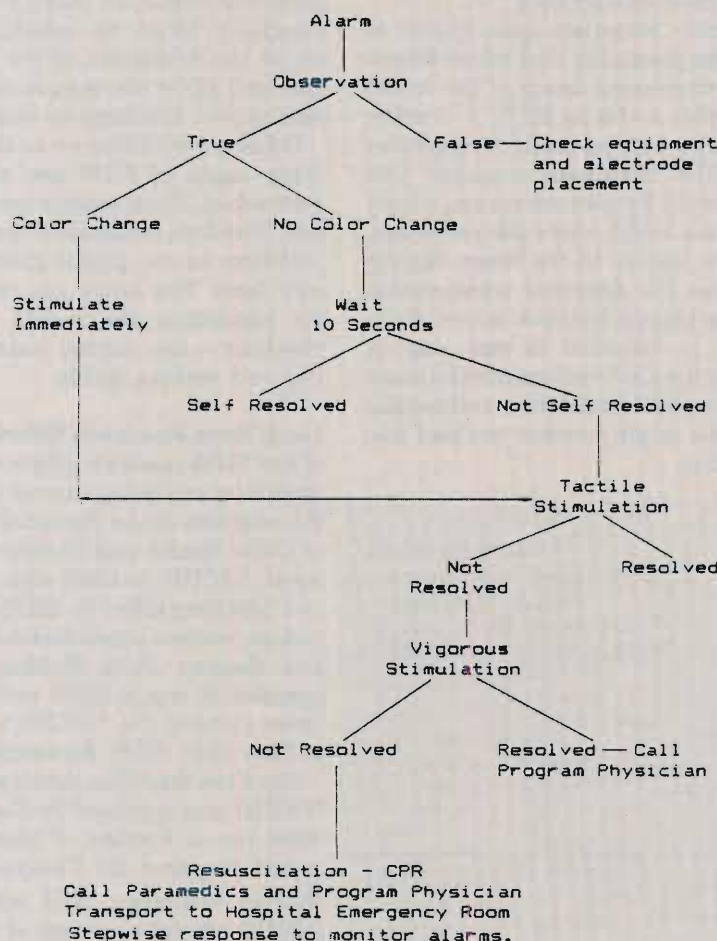 Alarm
Observation
True
False — Check equipment
and electrode
placement
Color Change
No Color Change
Stimulate
Immediately
Wait
10 Seconds
Self Resolved
Not Self Resolved
Tactile
Stimulation
Not
Resolved
Resolved
Vigorous
Stimulation
Not Resolved
Resolved — Call
Program Physician
Resuscitation - CPR
Call Paramedics and Program Physician
Transport to Hospital Emergency Room
Stepwise response to monitor alarms.